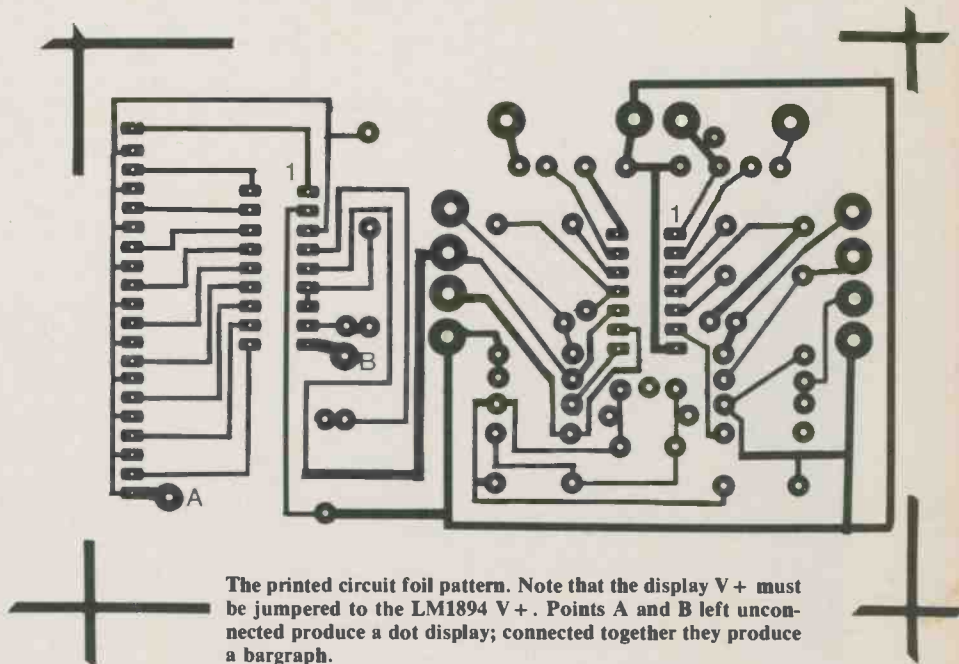 1
1
B
A
The printed circuit foil pattern. Note that the display V + must
be jumpered to the LM1894 V + . Points A and B left uncon-
nected produce a dot display; connected together they produce
a bargraph.